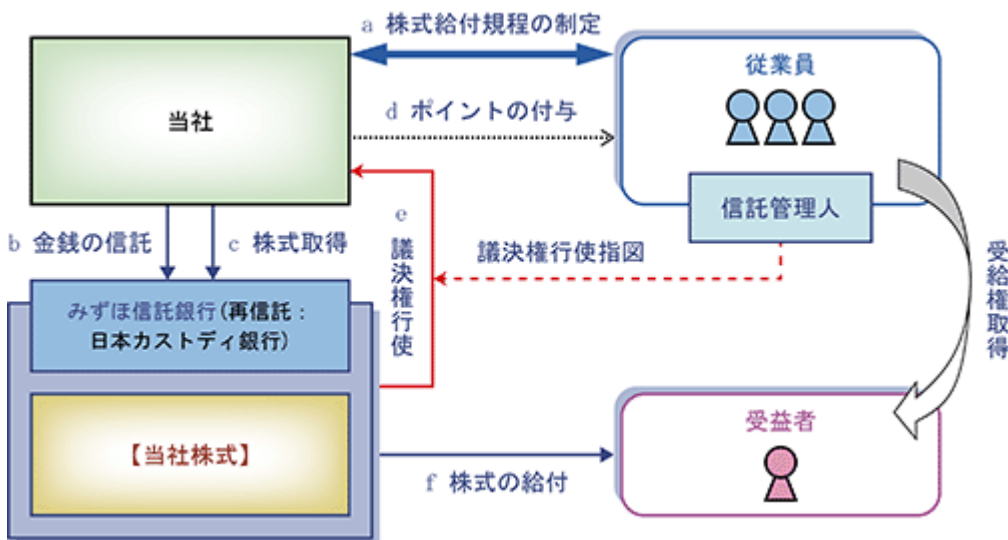 a 株式給付規程の制定
従業員
当社
d ポイントの付与
信託管理人
e 議決権行使
b 金銭の信託
c 株式取得
議決権行使指図
受給権取得
みずほ信託銀行(再信託:
日本カストディ銀行)
【当社株式】
受益者
f 株式の給付